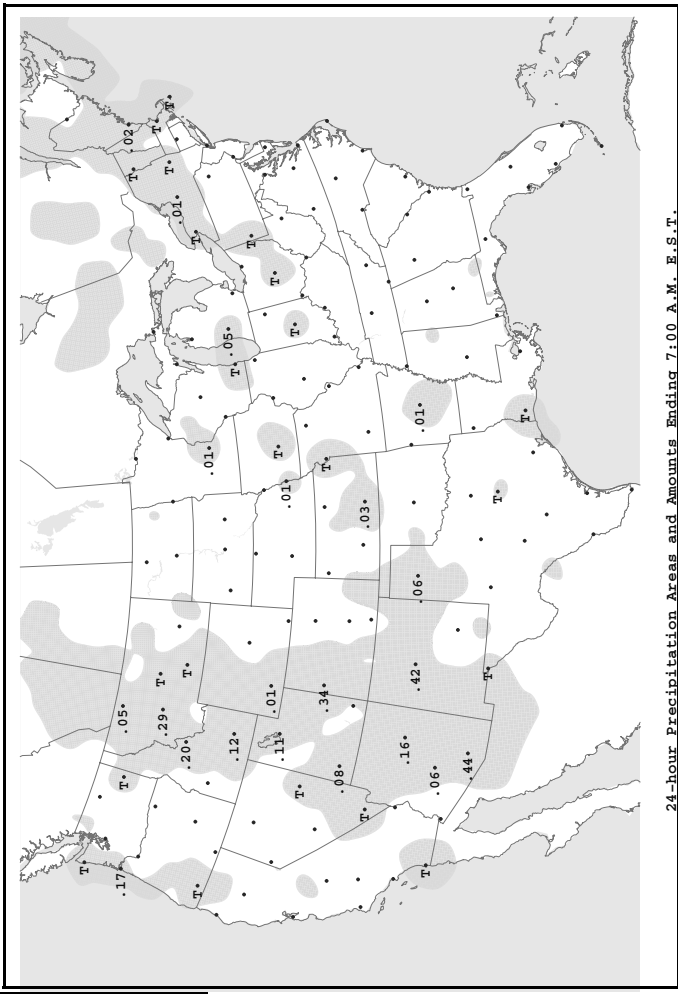 T
.17
T
.05
T
.02
T
.29
T
T
T
.01
.20
T
T
T
.01
.12
T
.05
T
.01
T
T
.11
.01
T
T
.34
T
.08
T
.03
.16
.42
.06
.01
T
.06
.44
T
T
T
24-hour Precipitation Areas and Amounts Ending 7:00 A.M. E.S.T.